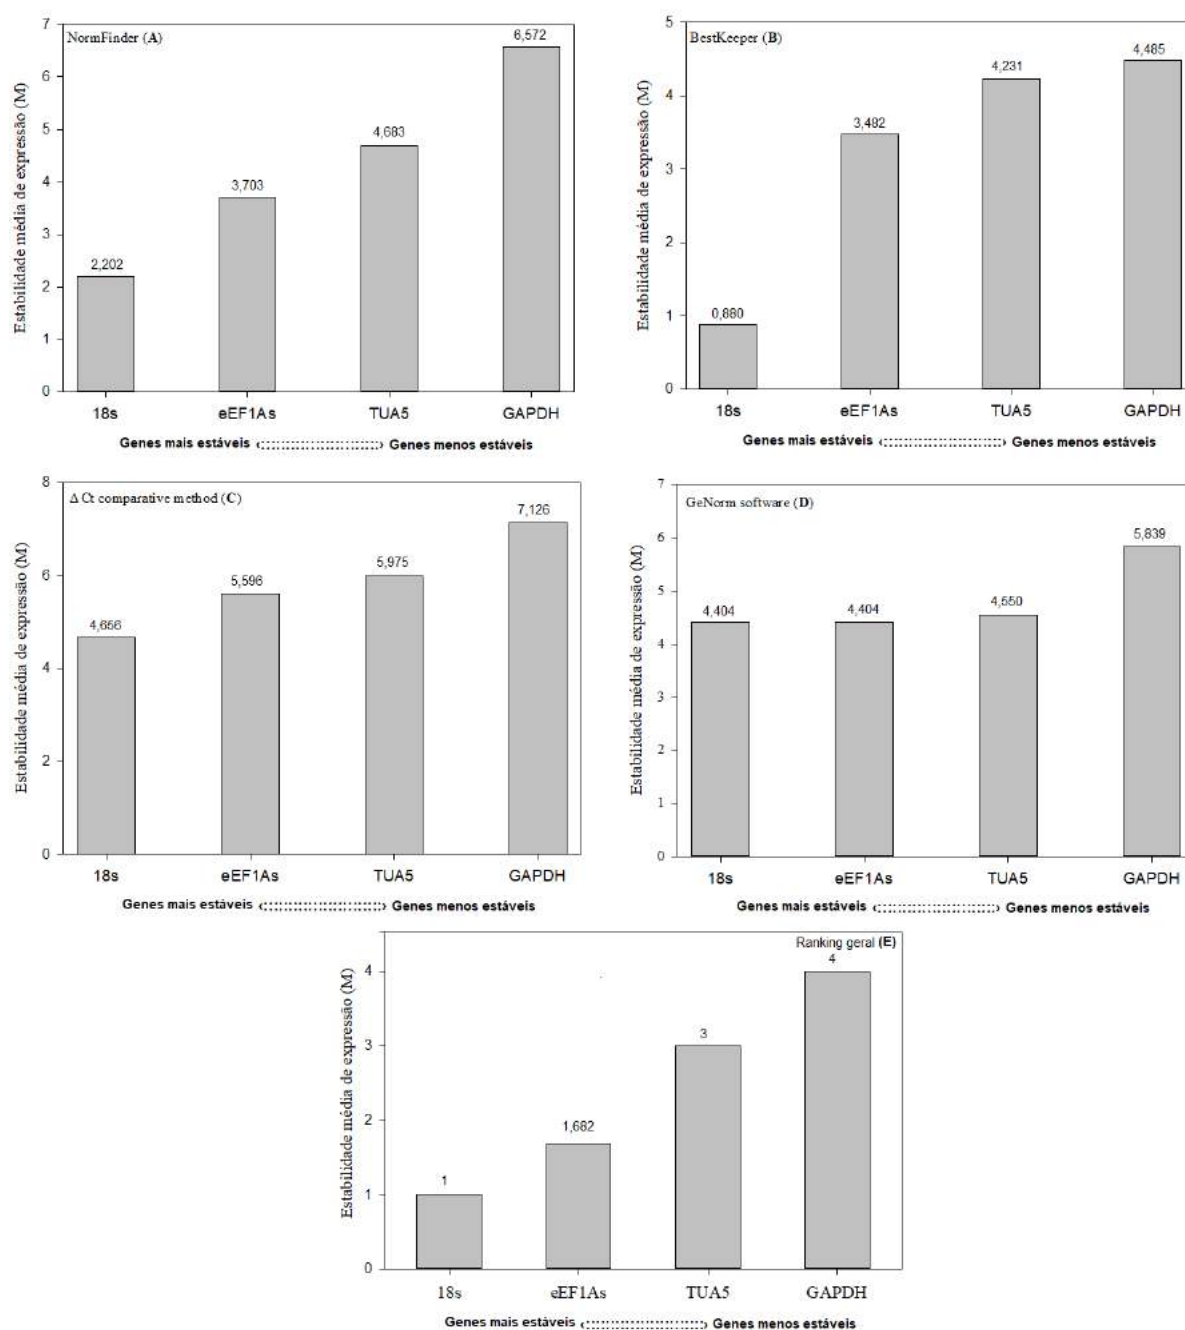 NormFinder (A)
Estabilidade média de expressão (M)
7
6
5
4
3
2
1
0
2,202
3,703
4,683
6,572
18s eEF1As TUA5 GAPDH
Genes mais estáveis Genes menos estáveis
BestKeeper (B)
Estabilidade média de expressão (M)
5
4
3
2
1
0
0,880
3,482
4,231
4,485
18s eEF1As TUA5 GAPDH
Genes mais estáveis Genes menos estáveis
Δ Ct comparative method (C)
Estabilidade média de expressão (M)
8
6
4
2
0
4,656
5,596
5,975
7,126
18s eEF1As TUA5 GAPDH
Genes mais estáveis Genes menos estáveis
GeNorm software (D)
Estabilidade média de expressão (M)
7
6
5
4
3
2
1
0
4,404
4,404
4,550
5,839
18s eEF1As TUA5 GAPDH
Genes mais estáveis Genes menos estáveis
Ranking geral (E)
Estabilidade média de expressão (M)
4
3
2
1
0
1
1,682
3
4
18s eEF1As TUA5 GAPDH
Genes mais estáveis Genes menos estáveis